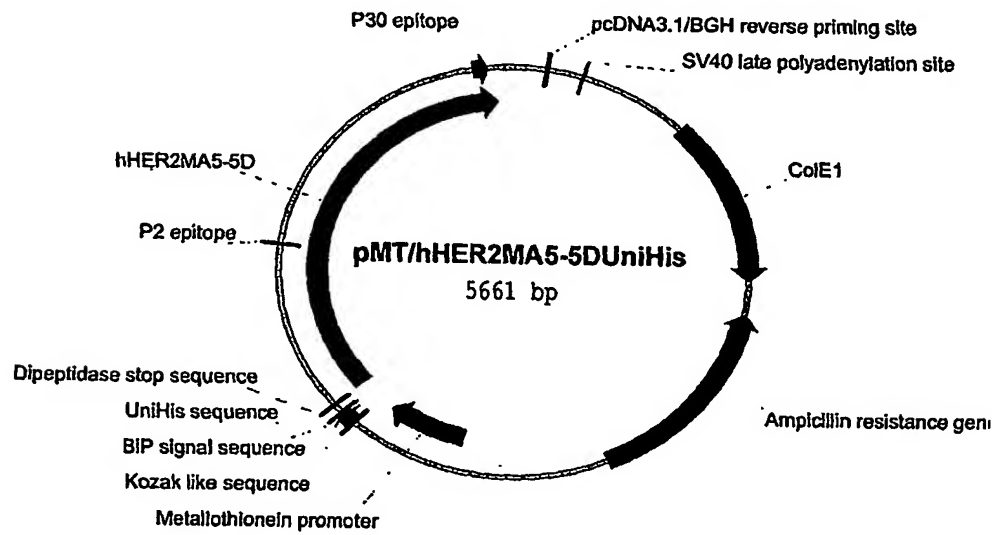 P30 epitope
pcDNA3.1/BGH reverse priming site
SV40 late polyadenylation site
hHER2MA5-5D
ColE1
P2 epitope
pMT/hHER2MA5-5DUniHis
5661 bp
Dipeptidase stop sequence
UniHis sequence
BiP signal sequence
Kozak like sequence
Metallothionein promoter
Ampicillin resistance gen